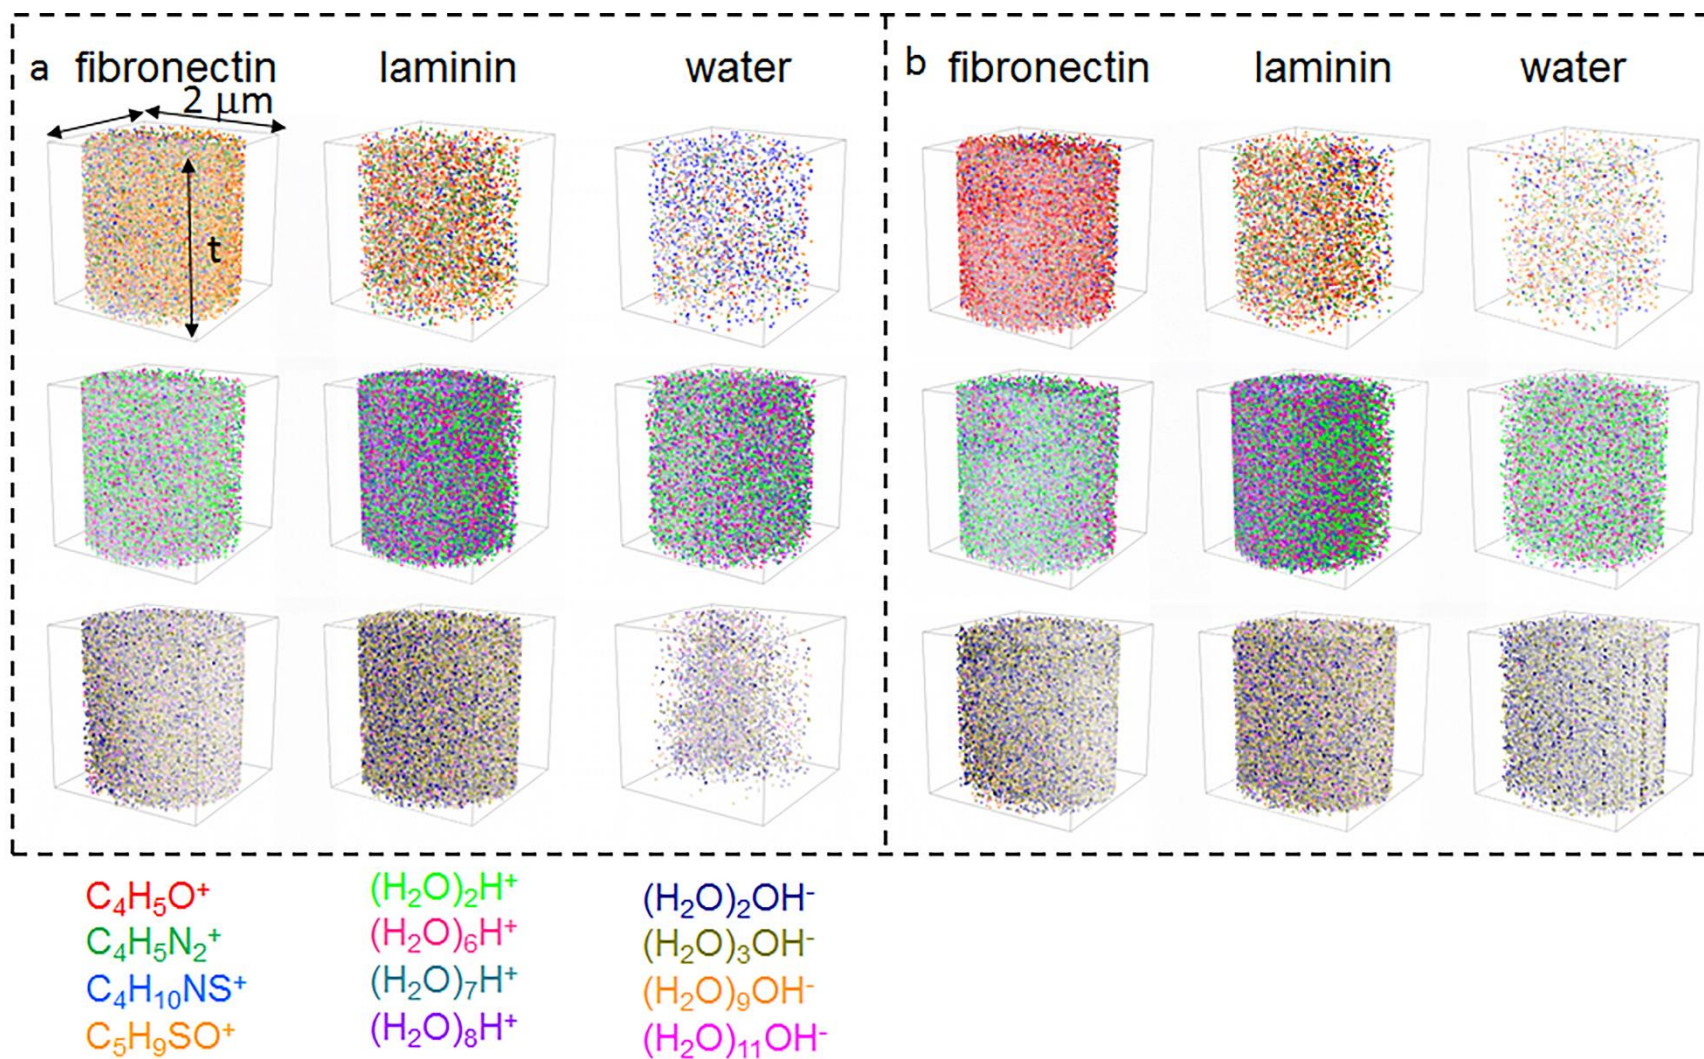 a fibronectin laminin water
2 μm
t
b fibronectin laminin water
C₄H₅O⁺
C₄H₅N₂⁺
C₄H₁₀NS⁺
C₅H₉SO⁺
(H₂O)₂H⁺
(H₂O)₆H⁺
(H₂O)₇H⁺
(H₂O)₈H⁺
(H₂O)₂OH⁻
(H₂O)₃OH⁻
(H₂O)₉OH⁻
(H₂O)₁₁OH⁻